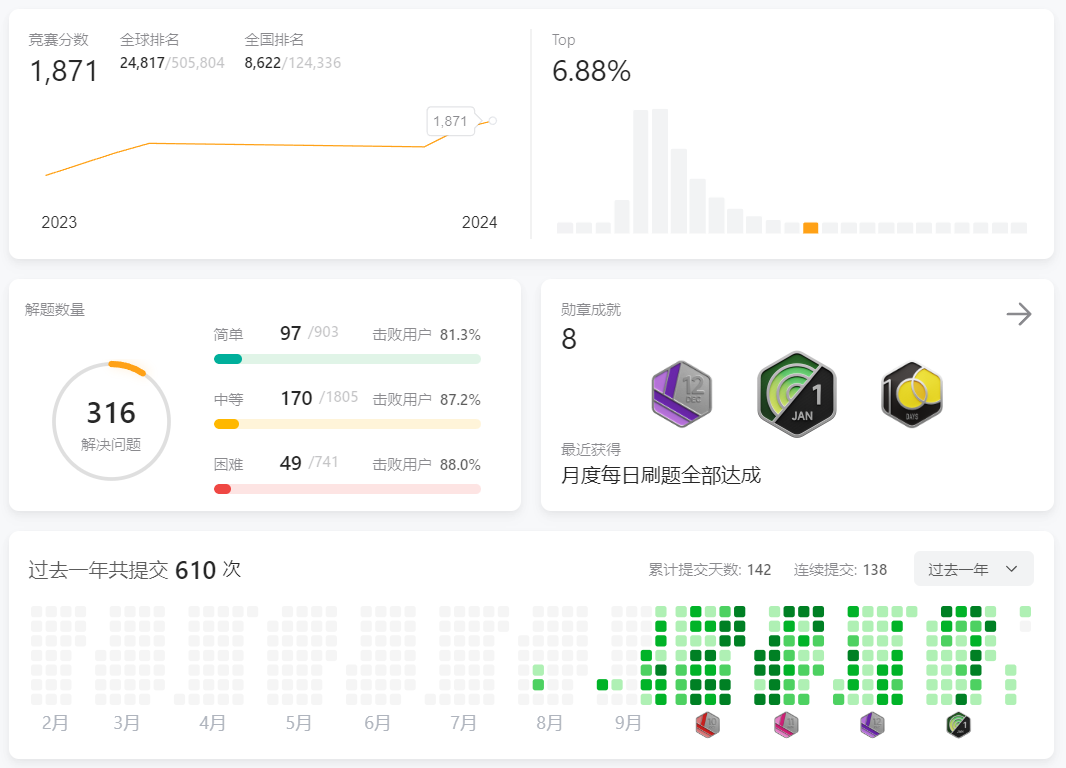 竞赛分数 全球排名 全国排名
1,871 24,817/505,804 8,622/124,336
1,871
2023 2024
Top
6.88%
解题数量
316
解决问题
简单 97 /903 击败用户 81.3%
中等 170 /1805 击败用户 87.2%
困难 49 /741 击败用户 88.0%
勋章成就
8
12
DEC
1
JAN
100
DAYS
最近获得
月度每日刷题全部达成
过去一年共提交 610 次
累计提交天数: 142 连续提交: 138 过去一年
2月 3月 4月 5月 6月 7月 8月 9月